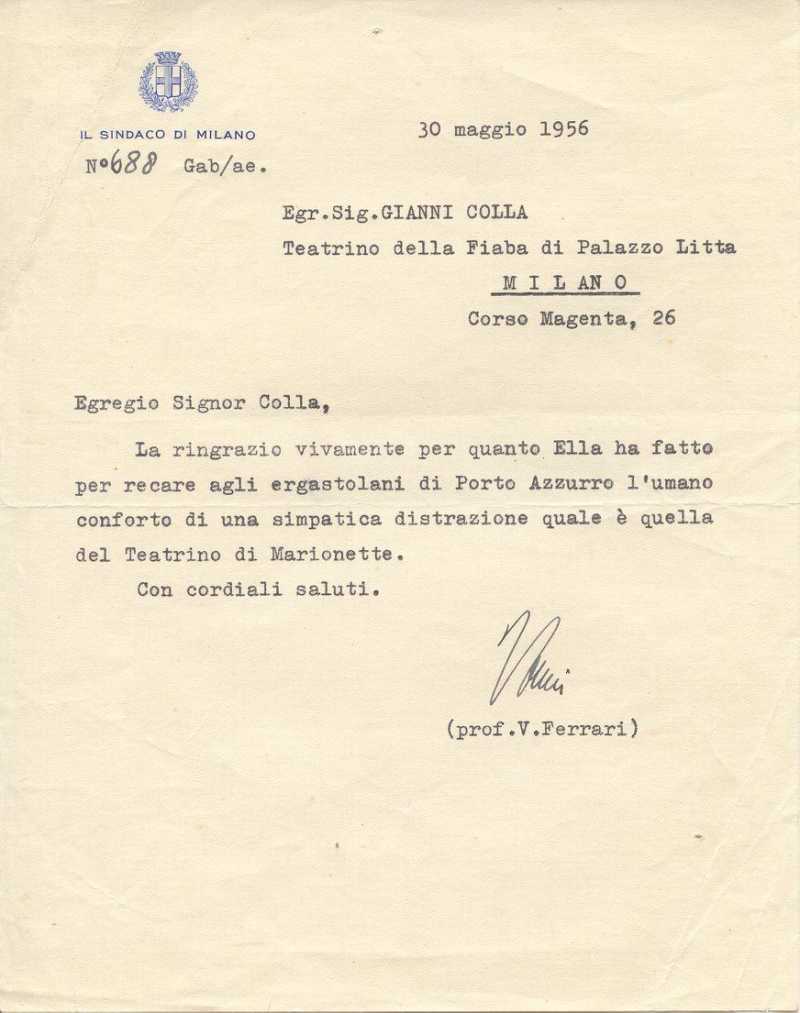 IL SINDACO DI MILANO
30 maggio 1956
No 688 Gab/ae.
Egr.Sig.GIANNI COLLA
Teatrino della Fiaba di Palazzo Litta
M I L ANO
Corso Magenta, 26
Egregio Signor Colla,
La ringrazio vivamente per quanto Ella ha fatto
per recare agli ergastolani di Porto Azzurro l'umano
conforto di una simpatica distrazione quale è quella
del Teatrino di Marionette.
Con cordiali saluti.
(prof.V.Ferrari)